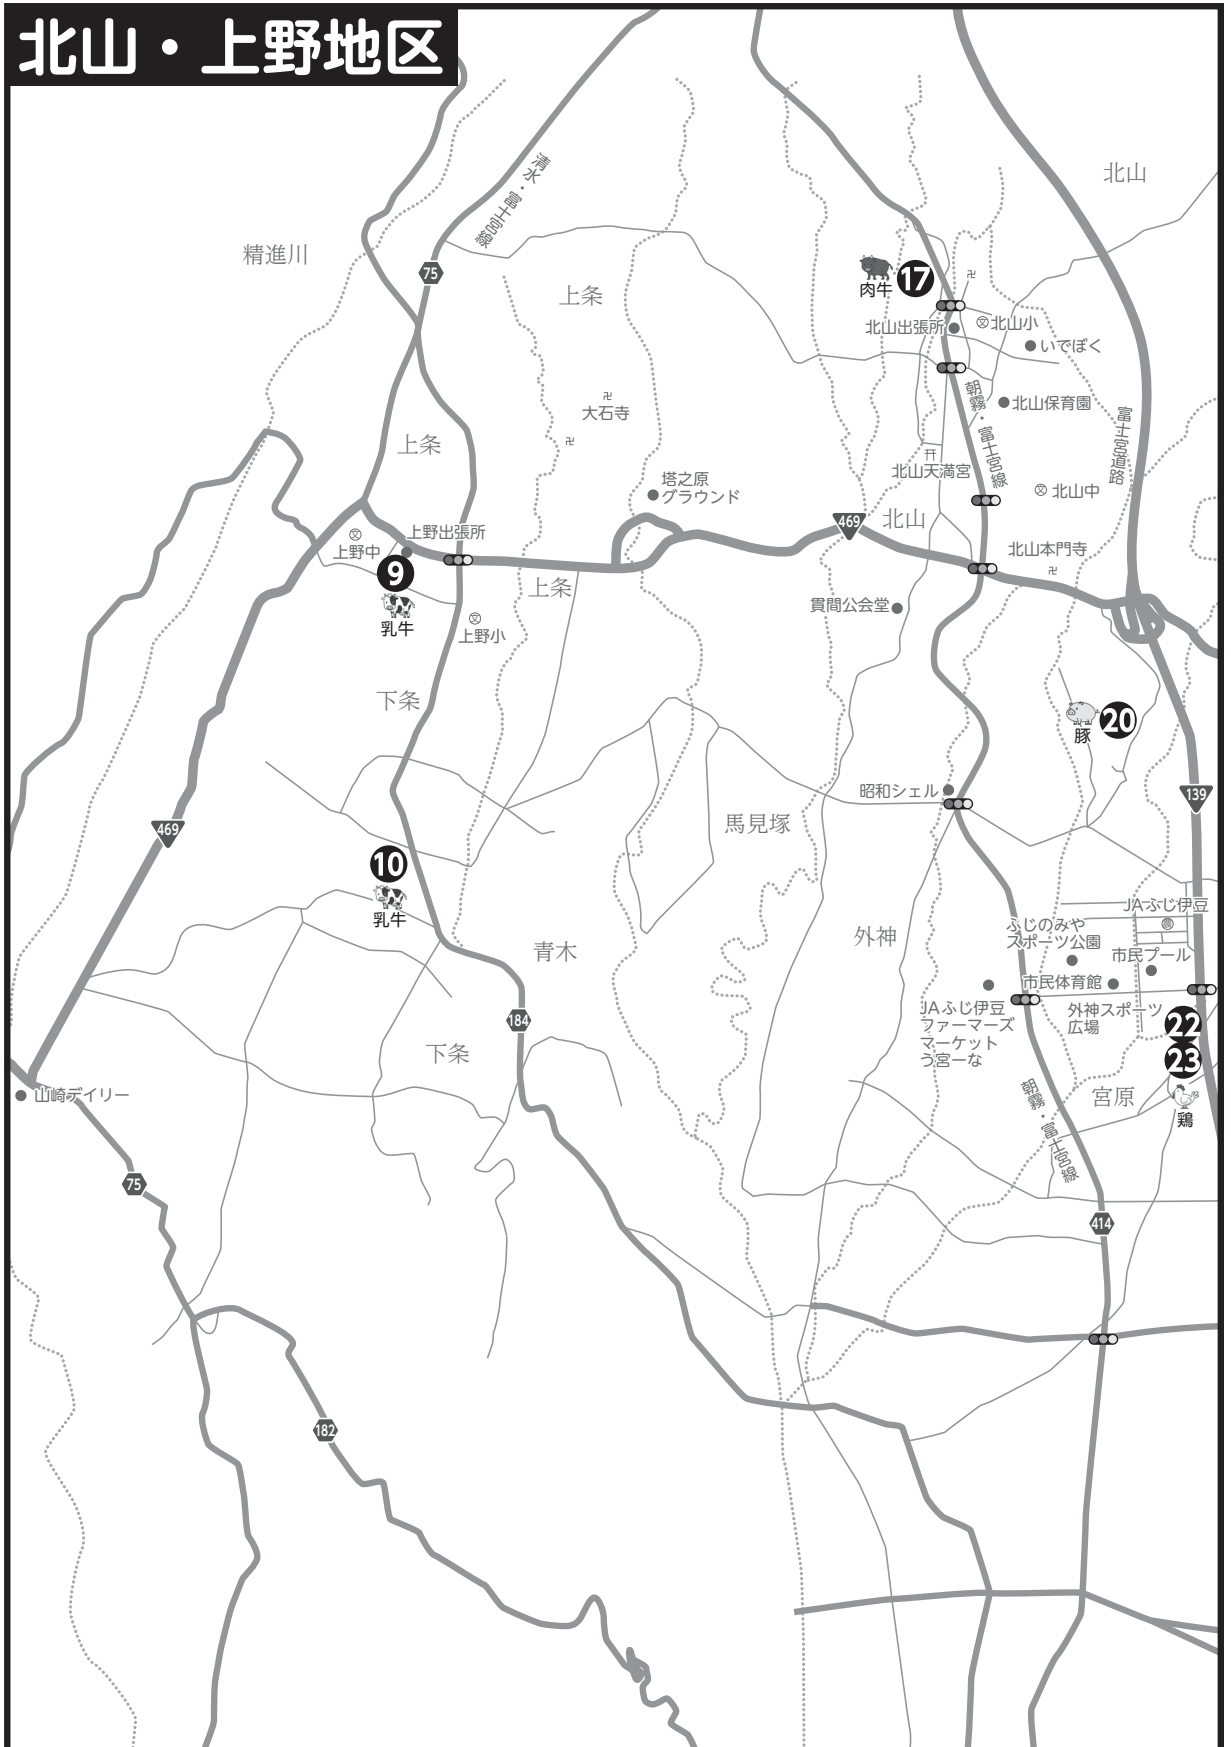 北山・上野地区
清水・富士宮線
北山
精進川
75
上条
肉牛
17
卍
北山出張所
文
北山小
いでぼく
卍
大石寺
卍
朝霧・富士宮線
北山保育園
富士宮道路
上条
北山天満宮
塔之原
グラウンド
文
北山中
469
北山
文
上野中
上野出張所
9
乳牛
上条
北山本門寺
卍
貫間公会堂
文
上野小
下条
豚
20
昭和シェル
139
469
馬見塚
10
乳牛
JAふじ伊豆
ふじのみや
スポーツ公園
外神
青木
市民プール
市民体育館
184
JAふじ伊豆
ファーマーズ
マーケット
う宮ーな
外神スポーツ
広場
22
23
下条
山崎デイリー
朝霧・富士宮線
宮原
鶏
75
414
182